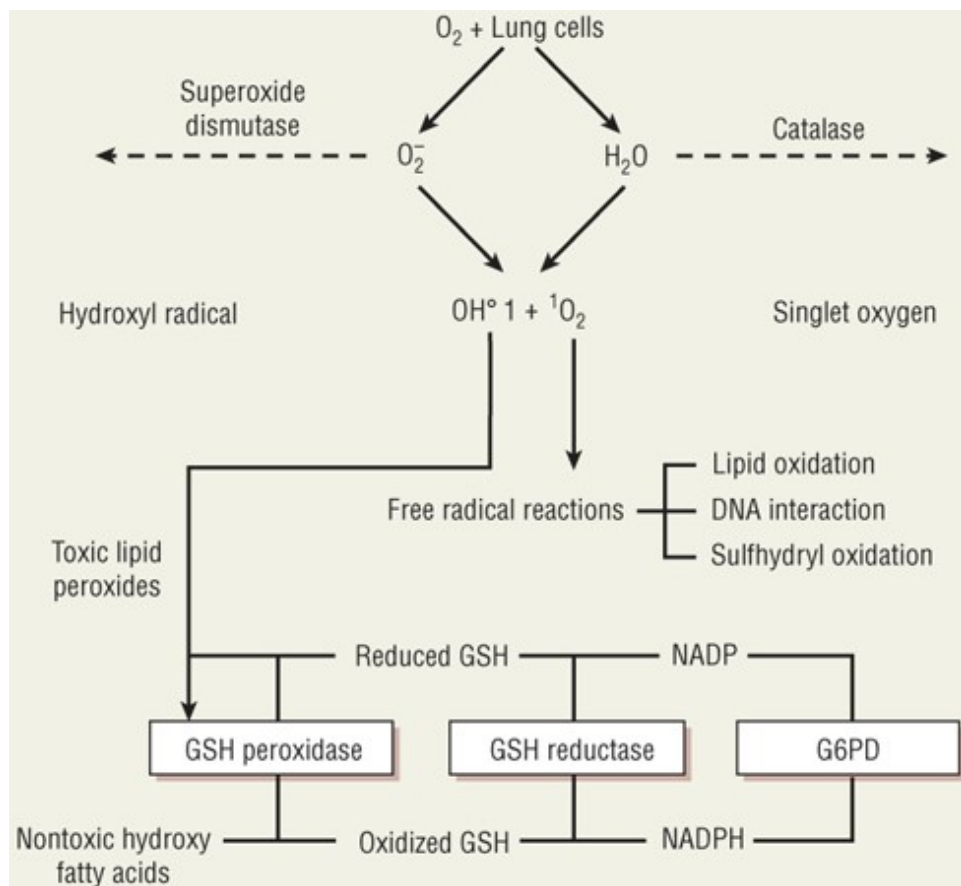 O₂ + Lung cells
Superoxide
dismutase
Catalase
O₂⁻
H₂O
Hydroxyl radical
OH° 1 + ¹O₂
Singlet oxygen
Lipid oxidation
Free radical reactions
DNA interaction
Sulfhydryl oxidation
Toxic lipid
peroxides
Reduced GSH
NADP
GSH peroxidase
GSH reductase
G6PD
Nontoxic hydroxy
fatty acids
Oxidized GSH
NADPH